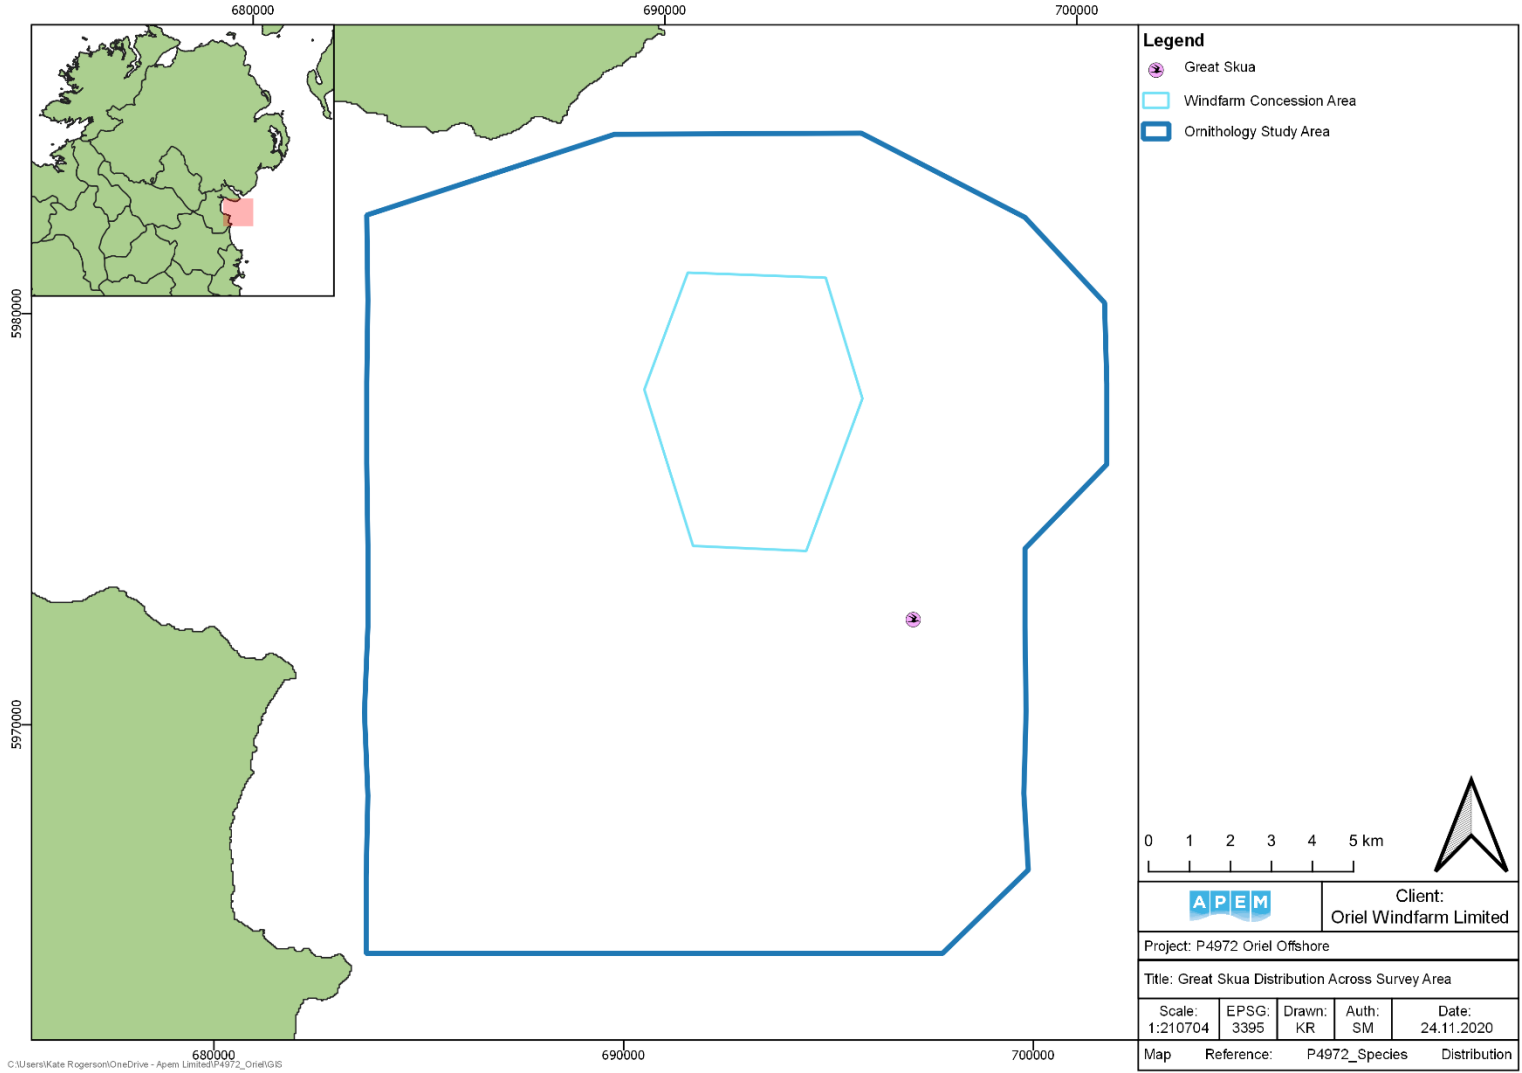 680000
690000
700000
5980000
5970000
Legend
Great Skua
Windfarm Concession Area
Ornithology Study Area
0 1 2 3 4 5 km
APEM
Client:
Oriel Windfarm Limited
Project: P4972 Oriel Offshore
Title: Great Skua Distribution Across Survey Area
Scale:
1:210704
EPSG:
3395
Drawn:
KR
Auth:
SM
Date:
24.11.2020
Map Reference: P4972_Species Distribution
680000
690000
700000
C:\Users\Kate Rogerson\OneDrive - Apem Limited\P4972_Oriel\GIS